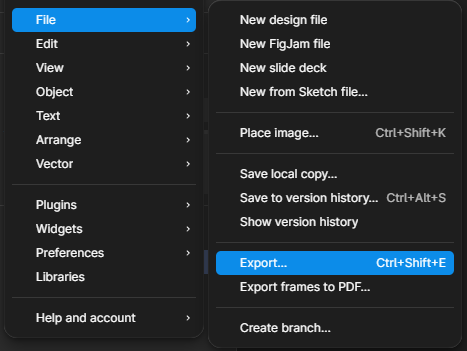 File
Edit
View
Object
Text
Arrange
Vector
Plugins
Widgets
Preferences
Libraries
Help and account
New design file
New FigJam file
New slide deck
New from Sketch file...
Place image... Ctrl+Shift+K
Save local copy...
Save to version history... Ctrl+Alt+S
Show version history
Export... Ctrl+Shift+E
Export frames to PDF...
Create branch...